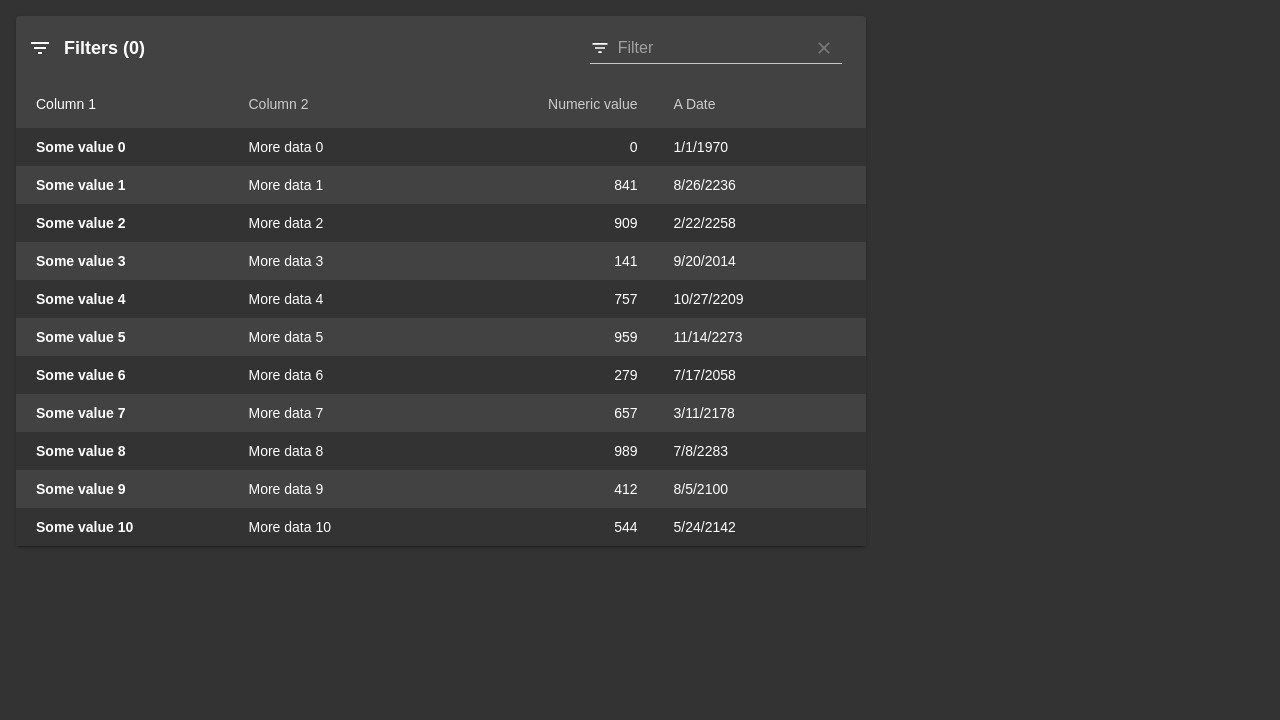 Filters (0)
Filter
Column 1 Column 2 Numeric value A Date
Some value 0 More data 0 0 1/1/1970
Some value 1 More data 1 841 8/26/2236
Some value 2 More data 2 909 2/22/2258
Some value 3 More data 3 141 9/20/2014
Some value 4 More data 4 757 10/27/2209
Some value 5 More data 5 959 11/14/2273
Some value 6 More data 6 279 7/17/2058
Some value 7 More data 7 657 3/11/2178
Some value 8 More data 8 989 7/8/2283
Some value 9 More data 9 412 8/5/2100
Some value 10 More data 10 544 5/24/2142